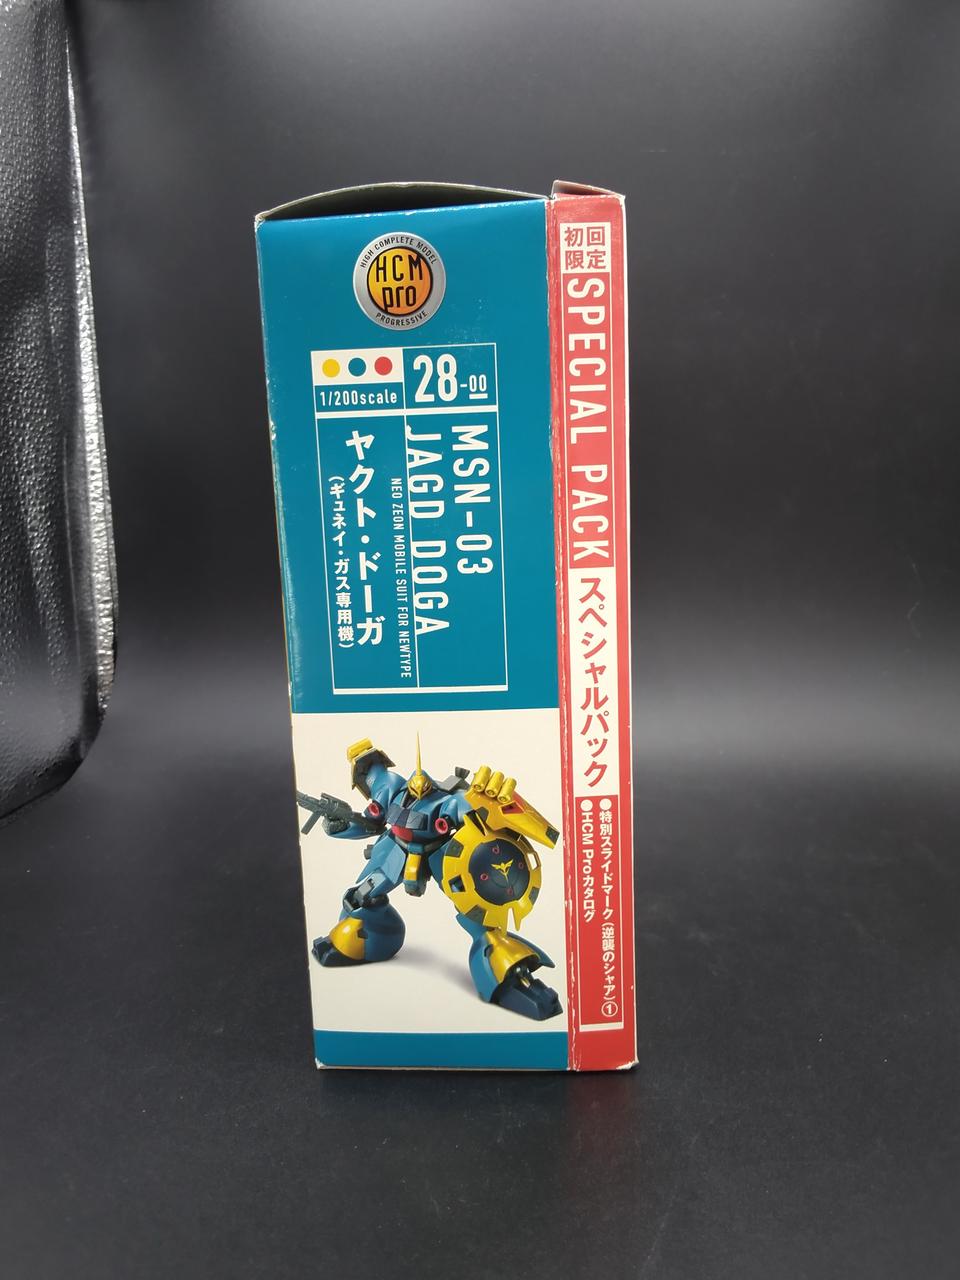 HIGH COMPLETE MODEL
HCM
pro
PROGRESSIVE
1/200scale
28-00
MSN-03
JAGD DOGA
NEO ZEON MOBILE SUIT FOR NEWTYPE
ヤクト・ドーガ
(ギュネイ・ガス専用機)
初回
限定
SPECIAL PACK
スペシャルパック
●特別スライドマーク(逆襲のシャア)①
●HCM Proカタログ